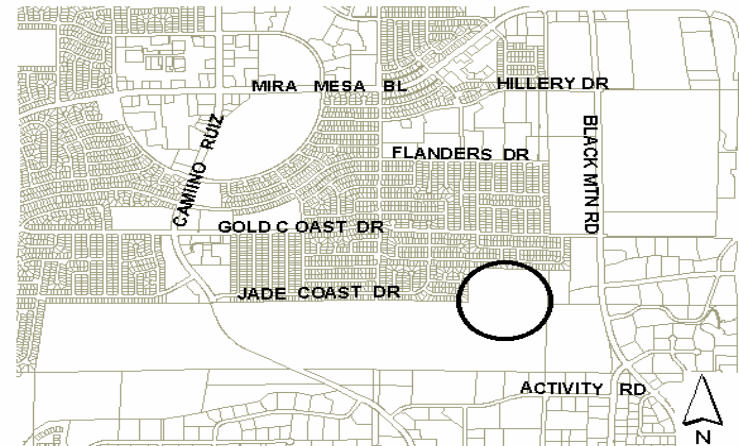 MIRA MESA BL
HILLERY DR
CAMIINO RUIZ
BLACK MTN RD
FLANDERS DR
GOLD C OAST DR
JADE COAST DR
ACTIVITY RD
N